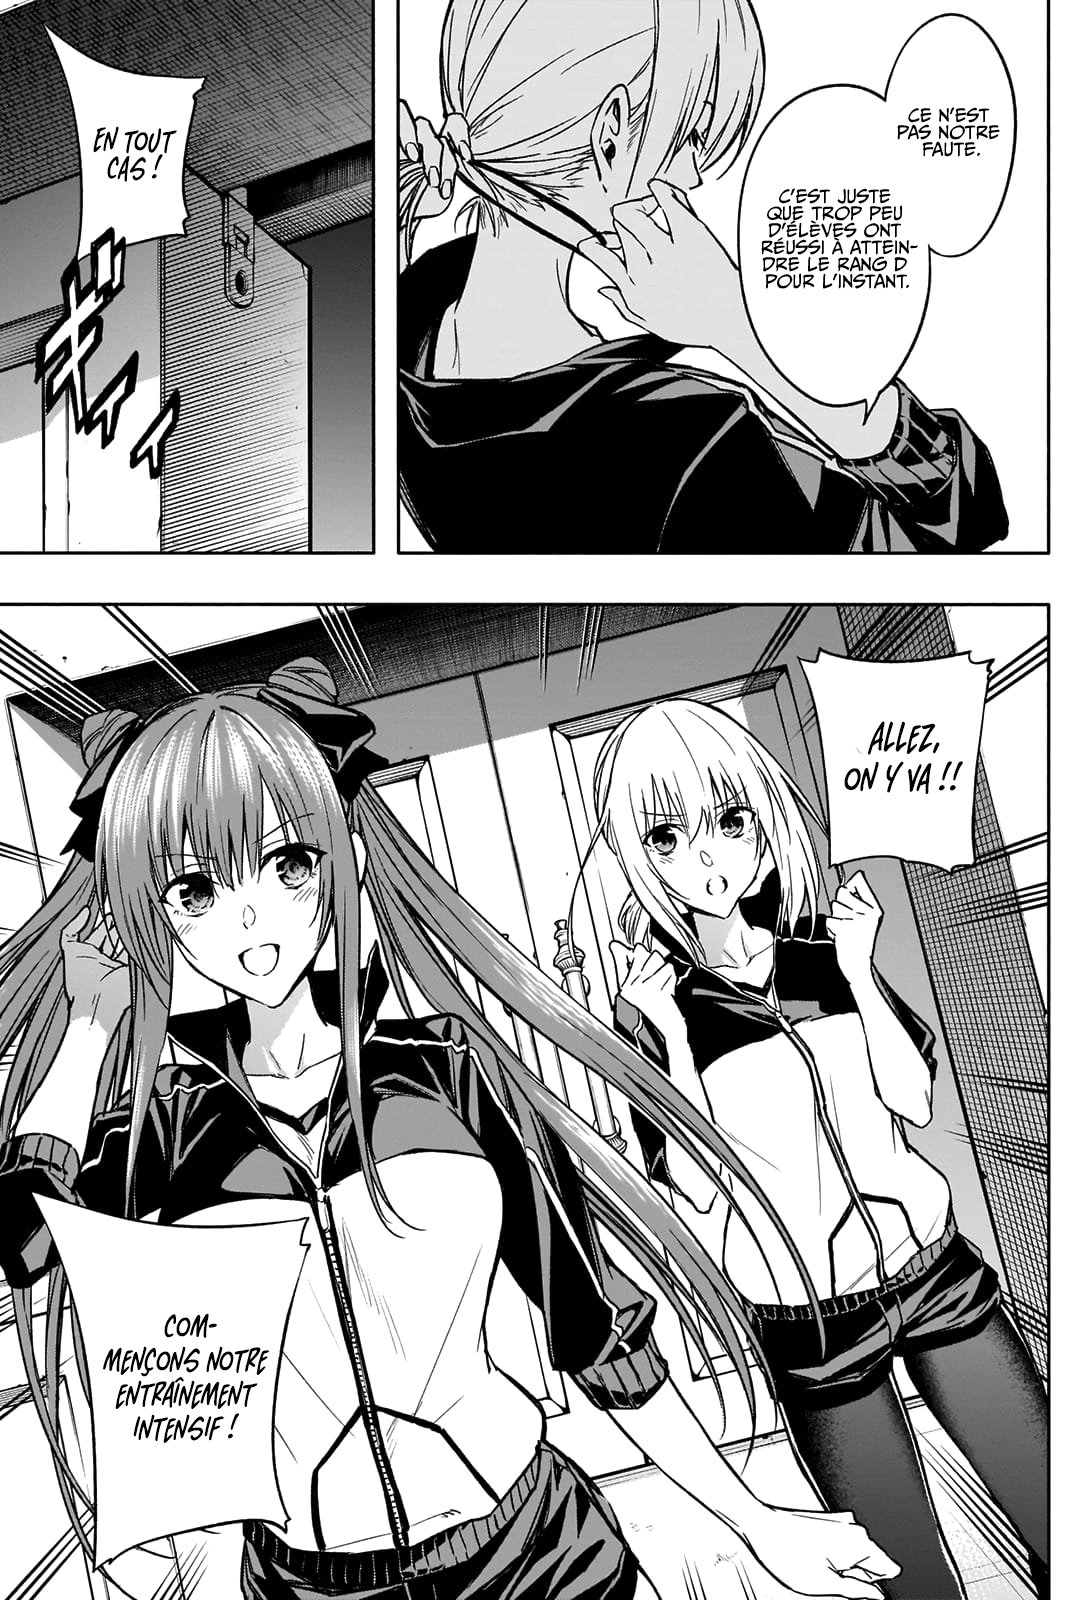 CE N'EST
PAS NOTRE
FAUTE.
C'EST JUSTE
QUE TROP PEU
D'ÉLÈVES ONT
RÉUSSI À ATTEIN-
DRE LE RANG D
POUR L'INSTANT.
EN TOUT
CAS !
ギイィ
ALLEZ,
ON Y VA !!
COM-
MENÇONS NOTRE
ENTRAÎNEMENT
INTENSIF !